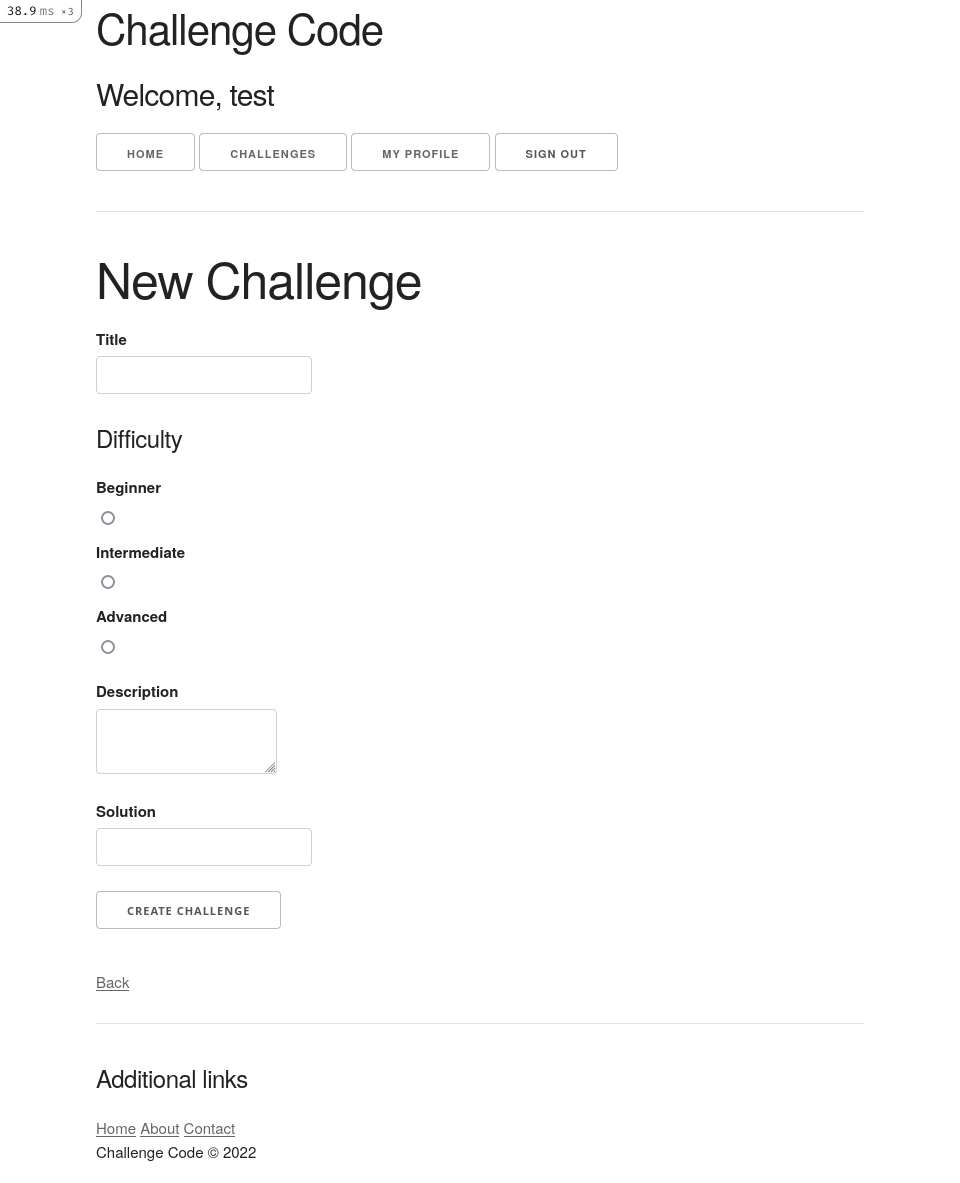 38.9 ms ×3
Challenge Code
Welcome, test
HOME CHALLENGES MY PROFILE SIGN OUT
New Challenge
Title
Difficulty
Beginner
Intermediate
Advanced
Description
Solution
CREATE CHALLENGE
Back
Additional links
Home About Contact
Challenge Code © 2022